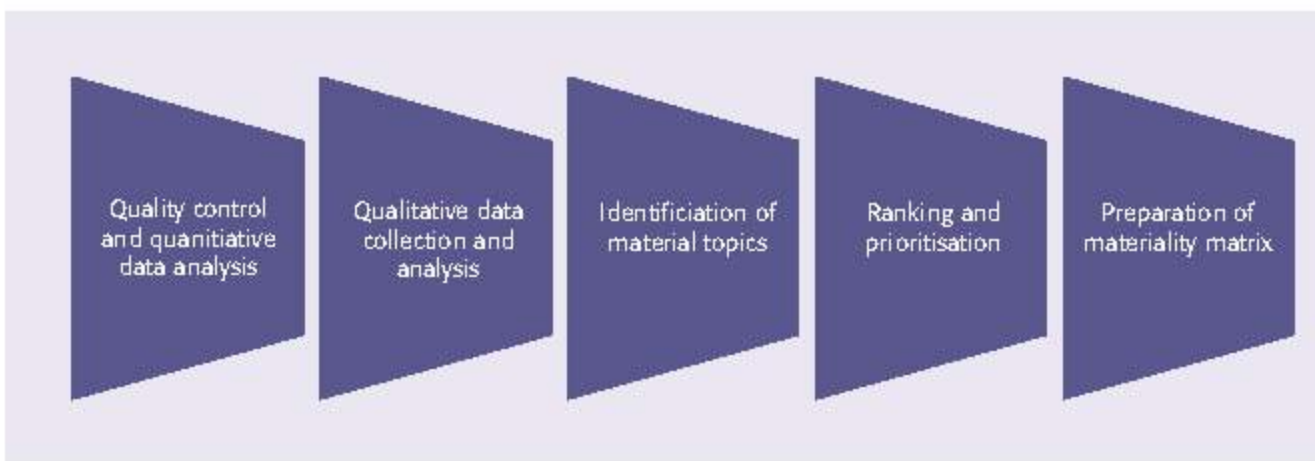 Quality control
and quanitiative
data analysis
Qualitative data
collection and
analysis
Identificiation of
material topics
Ranking and
prioritisation
Preparation of
materiality matrix